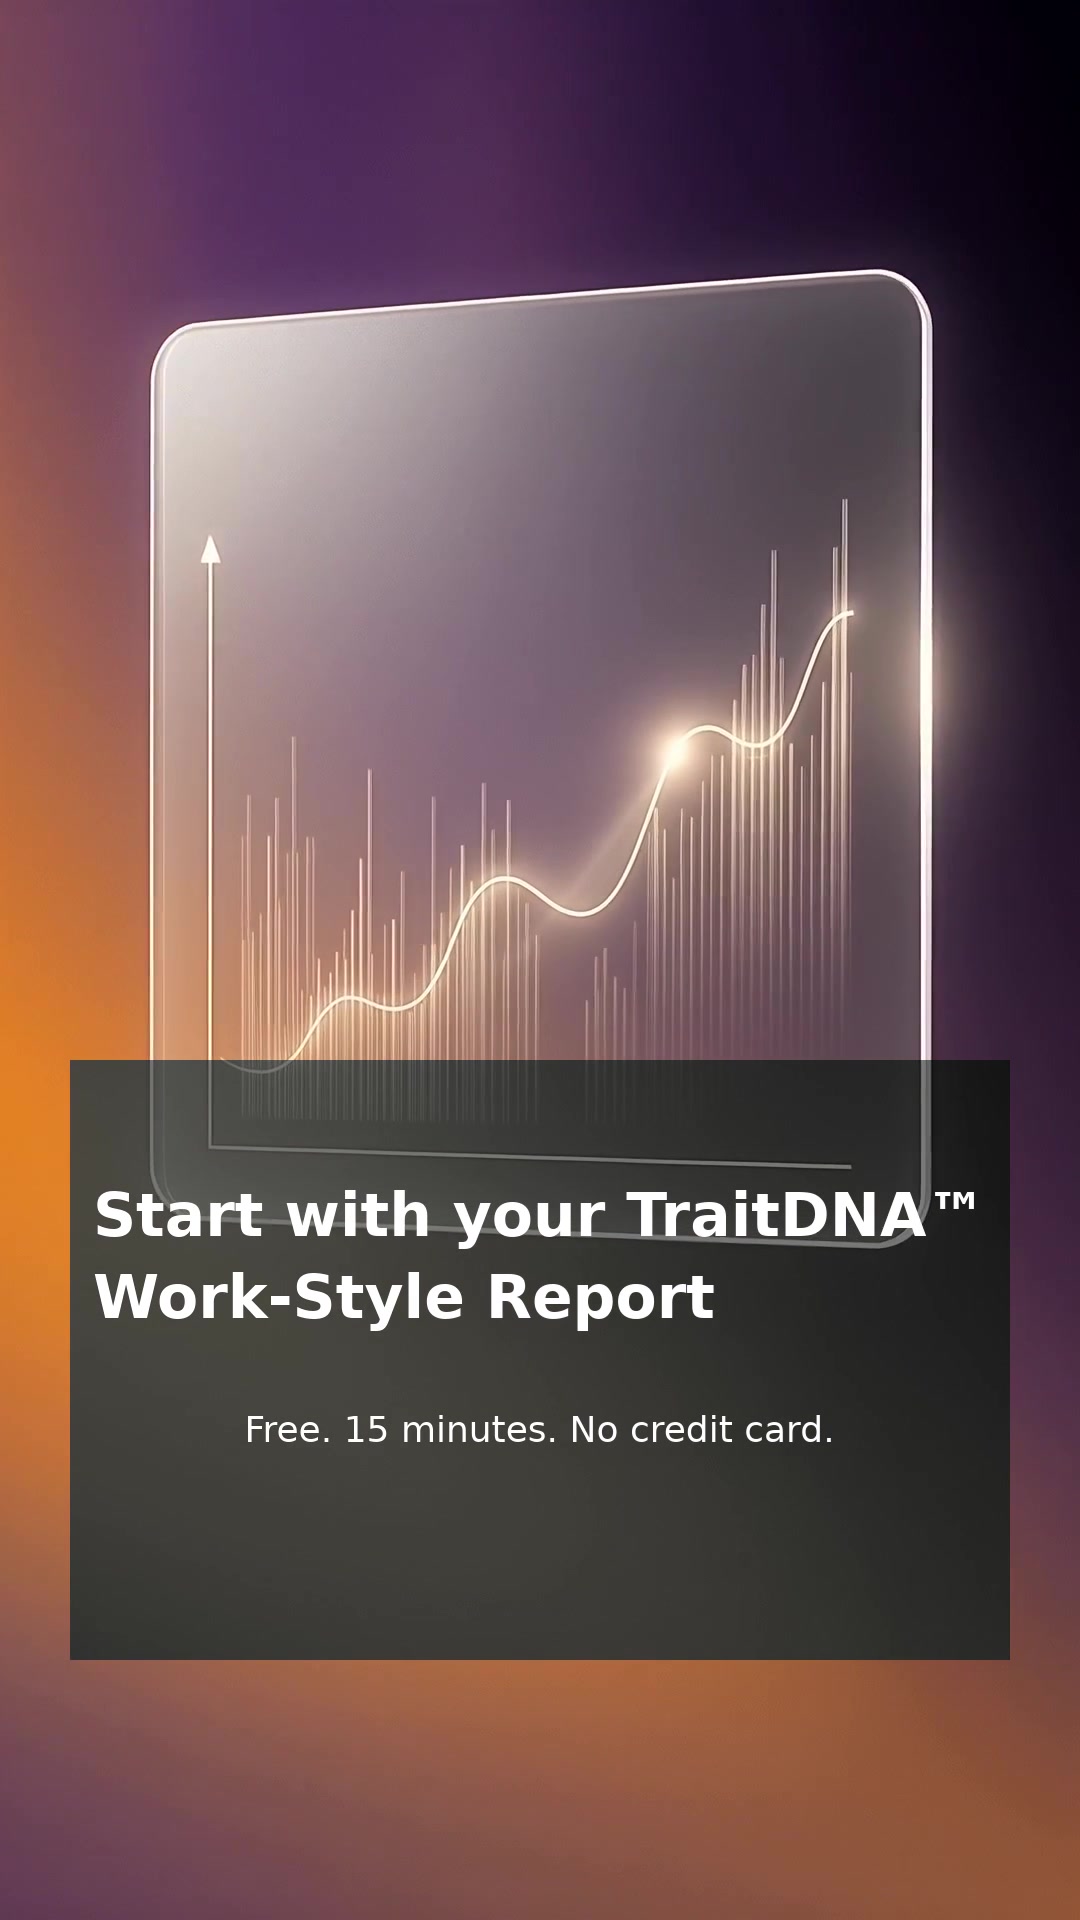 Start with your TraitDNA™
Work-Style Report
Free. 15 minutes. No credit card.